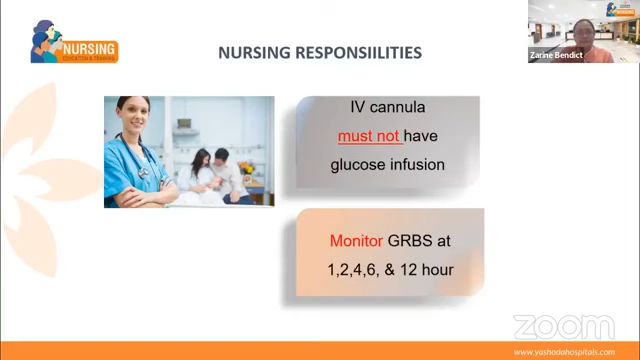 NURSING
EDUCATION & TRAINING
NURSING RESPONSIILITIES
NURSING
Zarine Bendict
IV cannula
must not have
glucose infusion
Monitor GRBS at
1,2,4,6, & 12 hour
zoom
www.yashodahospitals.com